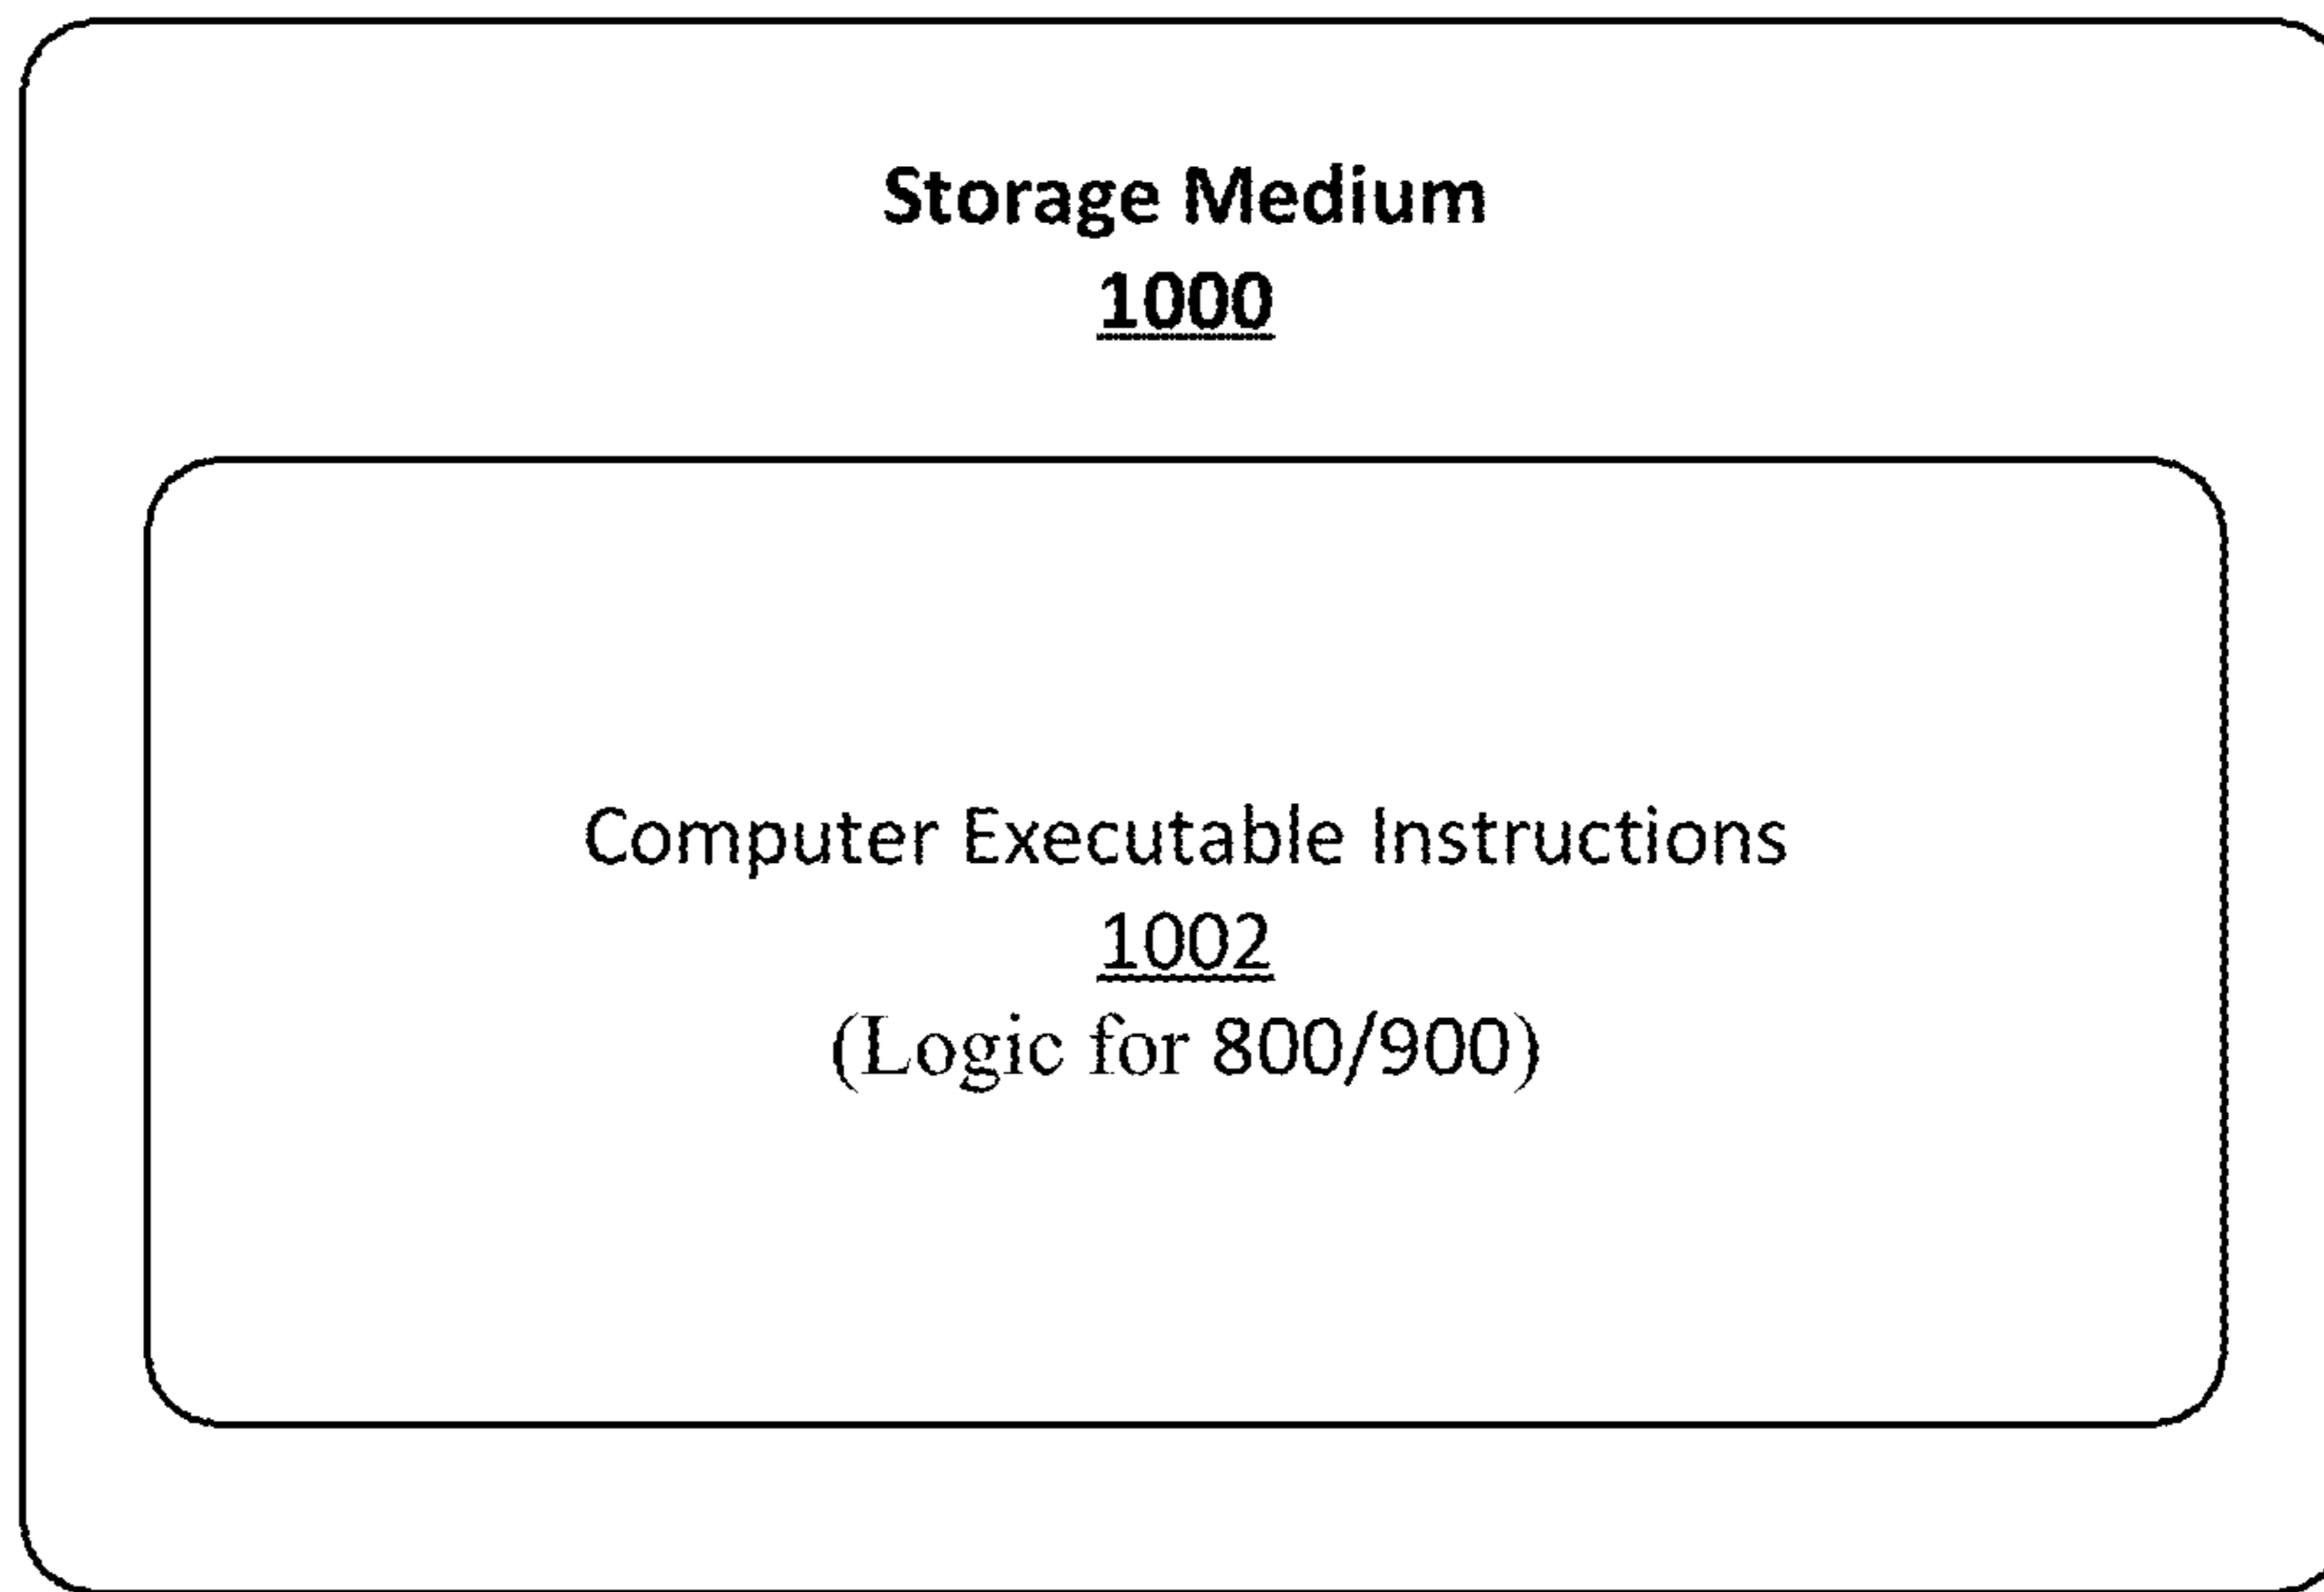 Storage Medium
1000
Computer Executable Instructions
1002
(Logic for 800/900)